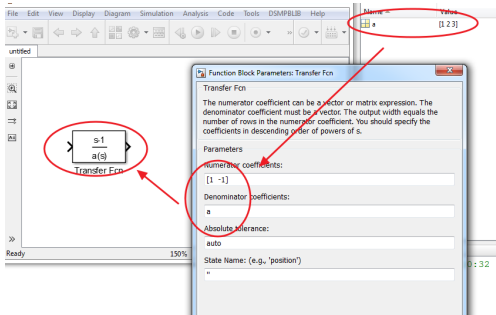 File Edit View Display Diagram Simulation Analysis Code Tools DSMPBLIB Help
Name Value
a [1 2 3]
untitled
Function Block Parameters: Transfer Fcn
Transfer Fcn
The numerator coefficient can be a vector or matrix expression. The
denominator coefficient must be a vector. The output width equals the
number of rows in the numerator coefficient. You should specify the
coefficients in descending order of powers of s.
Parameters
Numerator coefficients:
[1 -1]
Denominator coefficients:
a
Absolute tolerance:
auto
State Name: (e.g., 'position')
''
s-1
a(s)
Transfer Fcn
Ready 150%
0:32